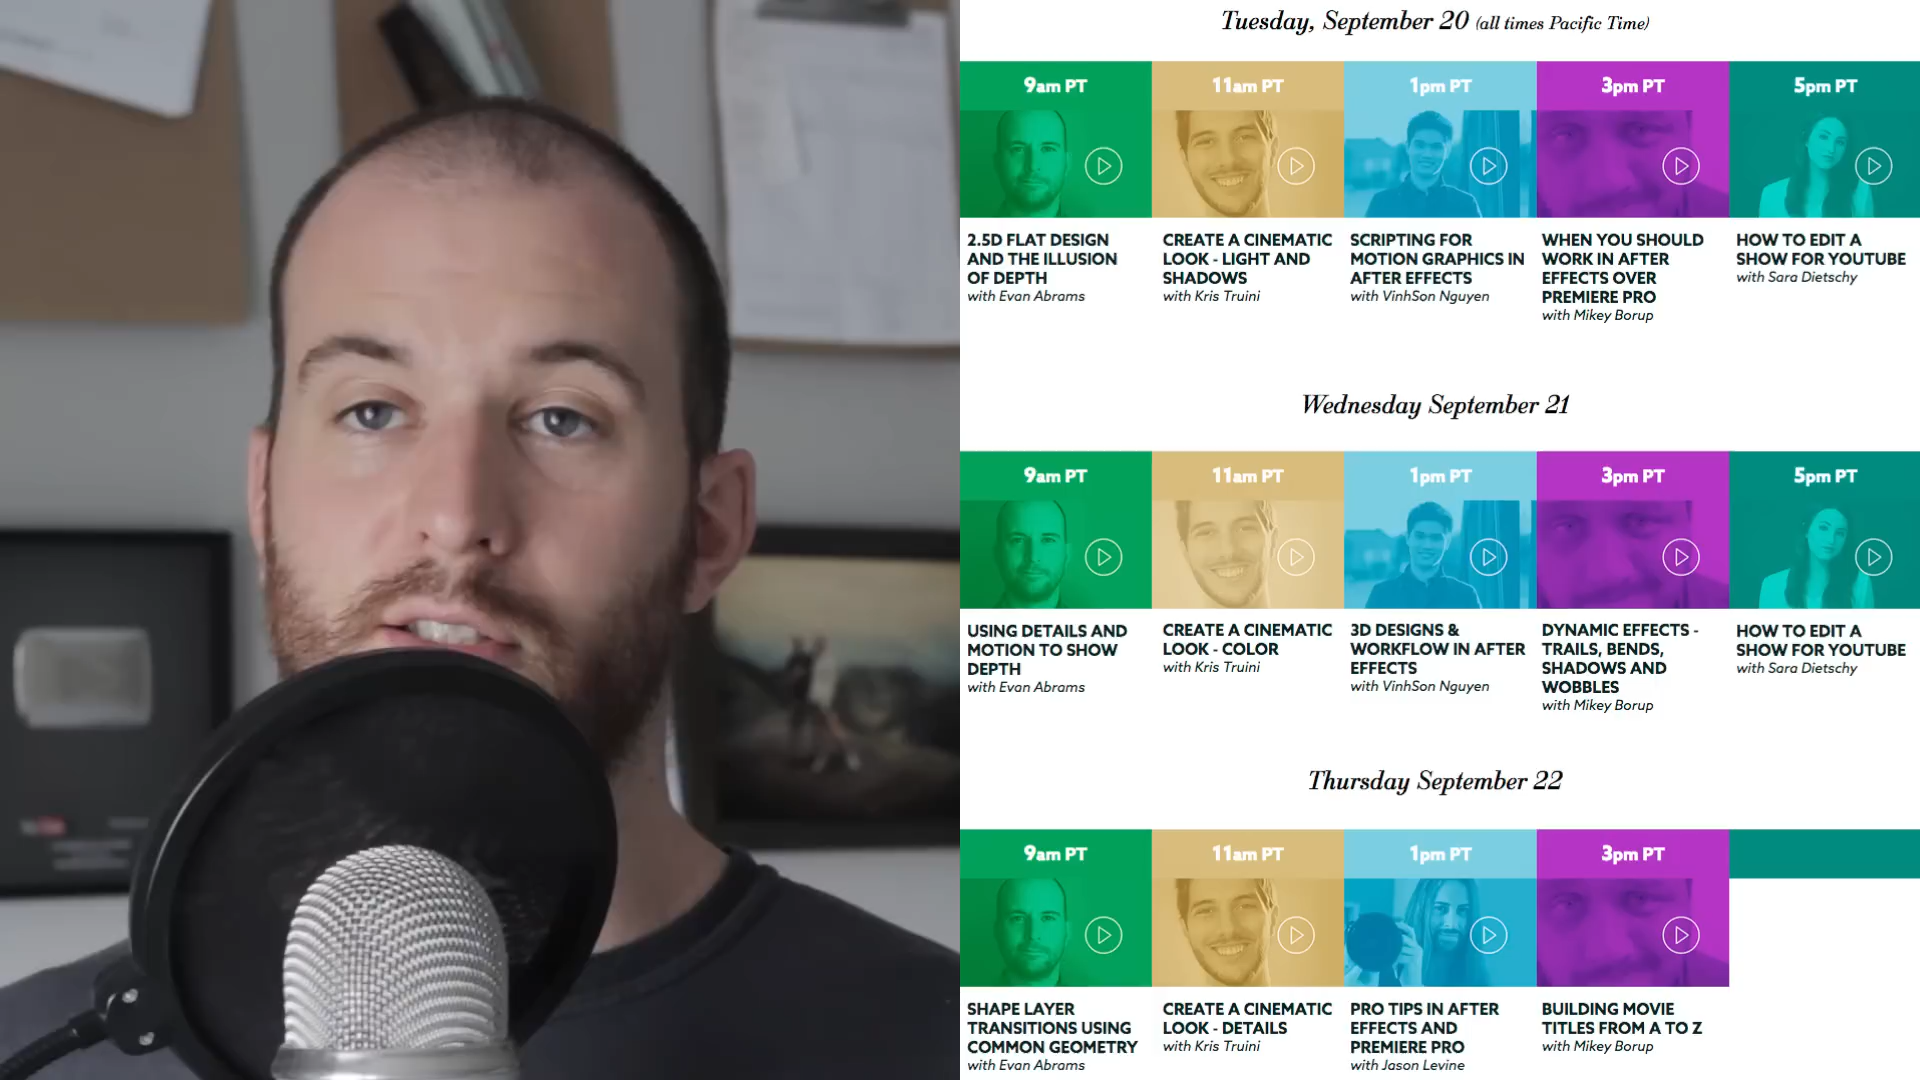 Tuesday, September 20 (all times Pacific Time)
9am PT
11am PT
1pm PT
3pm PT
5pm PT
2.5D FLAT DESIGN
AND THE ILLUSION
OF DEPTH
with Evan Abrams
CREATE A CINEMATIC
LOOK - LIGHT AND
SHADOWS
with Kris Truini
SCRIPTING FOR
MOTION GRAPHICS IN
AFTER EFFECTS
with VinhSon Nguyen
WHEN YOU SHOULD
WORK IN AFTER
EFFECTS OVER
PREMIERE PRO
with Mikey Borup
HOW TO EDIT A
SHOW FOR YOUTUBE
with Sara Dietschy
Wednesday September 21
9am PT
11am PT
1pm PT
3pm PT
5pm PT
USING DETAILS AND
MOTION TO SHOW
DEPTH
with Evan Abrams
CREATE A CINEMATIC
LOOK - COLOR
with Kris Truini
3D DESIGNS &
WORKFLOW IN AFTER
EFFECTS
with VinhSon Nguyen
DYNAMIC EFFECTS -
TRAILS, BENDS,
SHADOWS AND
WOBBLES
with Mikey Borup
HOW TO EDIT A
SHOW FOR YOUTUBE
with Sara Dietschy
Thursday September 22
9am PT
11am PT
1pm PT
3pm PT
SHAPE LAYER
TRANSITIONS USING
COMMON GEOMETRY
with Evan Abrams
CREATE A CINEMATIC
LOOK - DETAILS
with Kris Truini
PRO TIPS IN AFTER
EFFECTS AND
PREMIERE PRO
with Jason Levine
BUILDING MOVIE
TITLES FROM A TO Z
with Mikey Borup